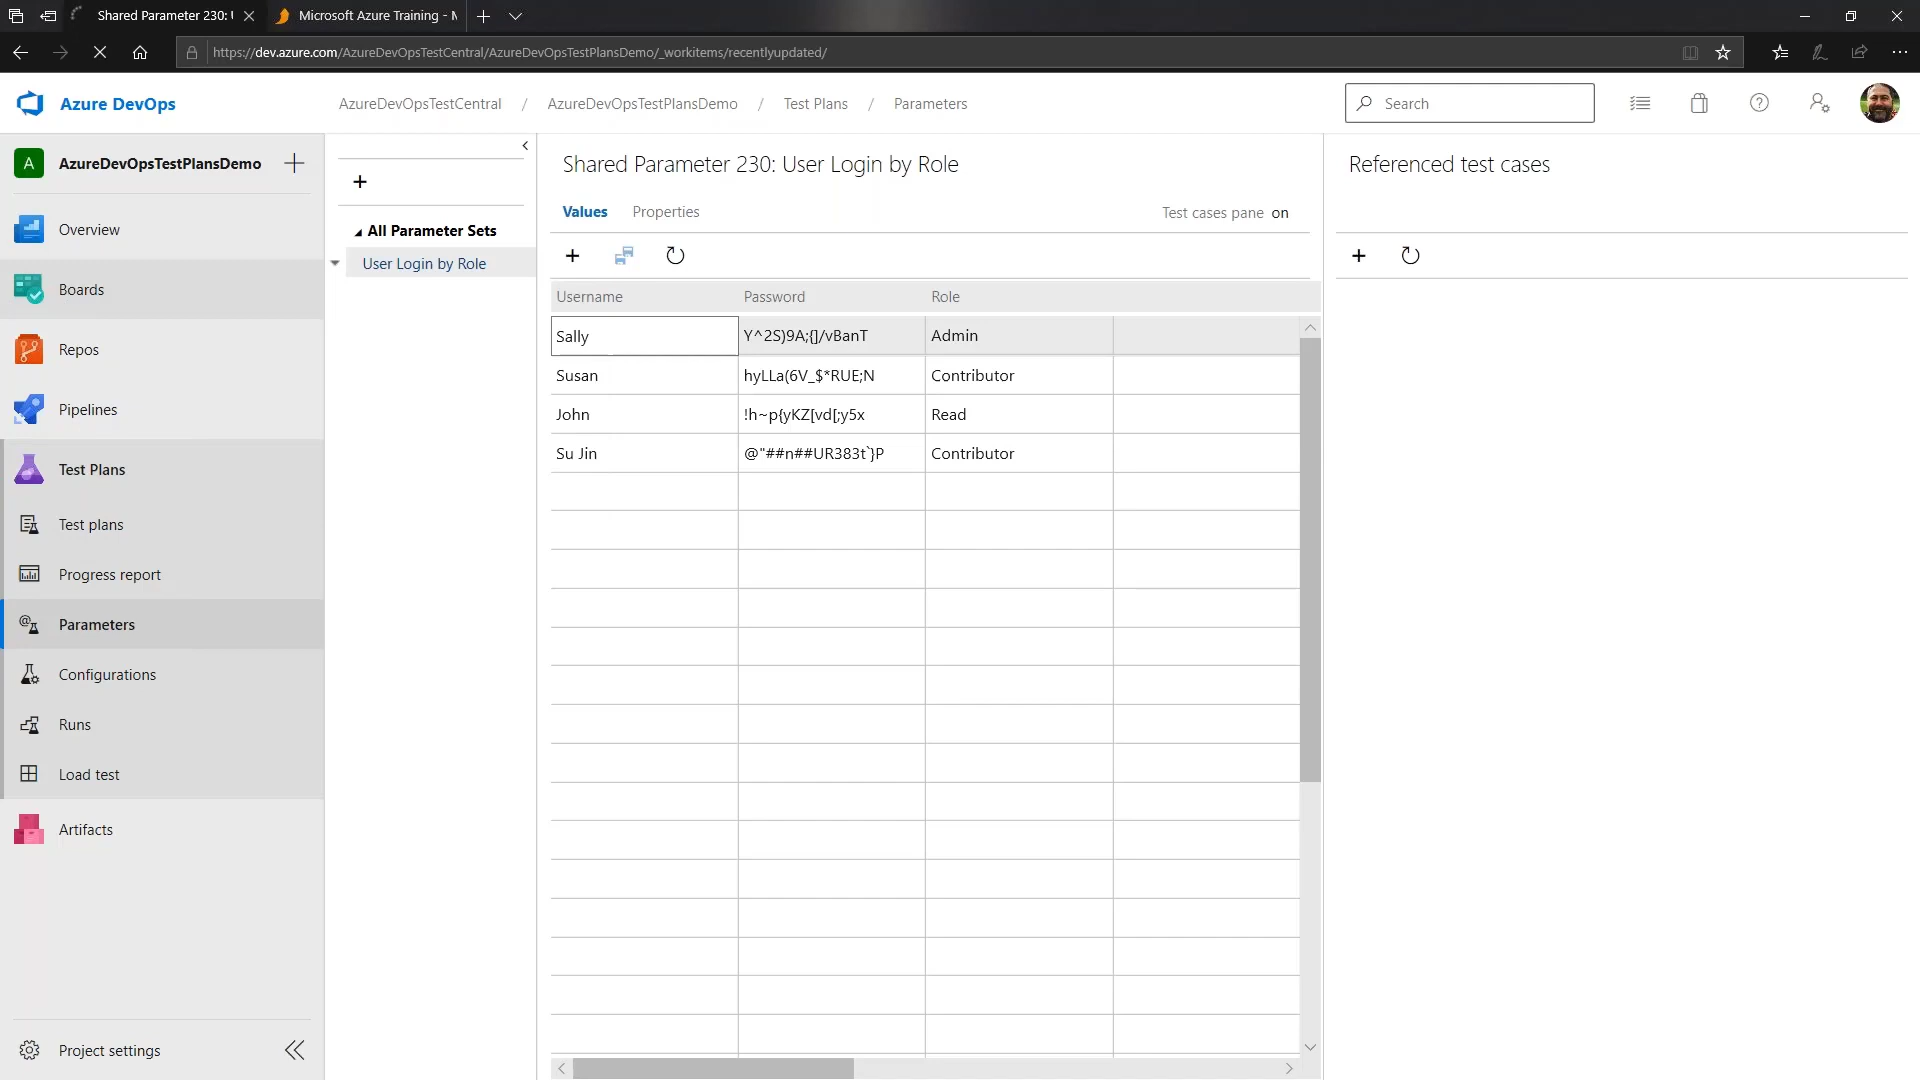 Shared Parameter 230: U
Microsoft Azure Training - M
https://dev.azure.com/AzureDevOpsTestCentral/AzureDevOpsTestPlansDemo/_workitems/recentlyupdated/
Azure DevOps
AzureDevOpsTestCentral / AzureDevOpsTestPlansDemo / Test Plans / Parameters
Search
A
AzureDevOpsTestPlansDemo
Overview
Boards
Repos
Pipelines
Test Plans
Test plans
Progress report
Parameters
Configurations
Runs
Load test
Artifacts
Project settings
All Parameter Sets
User Login by Role
Shared Parameter 230: User Login by Role
Values Properties
Test cases pane on
Username Password Role
Sally Y^2S)9A;{]/vBanT Admin
Susan hyLLa(6V_$*RUE;N Contributor
John !h~p{yKZ[vd[;y5x Read
Su Jin @"##n##UR383t`}P Contributor
Referenced test cases